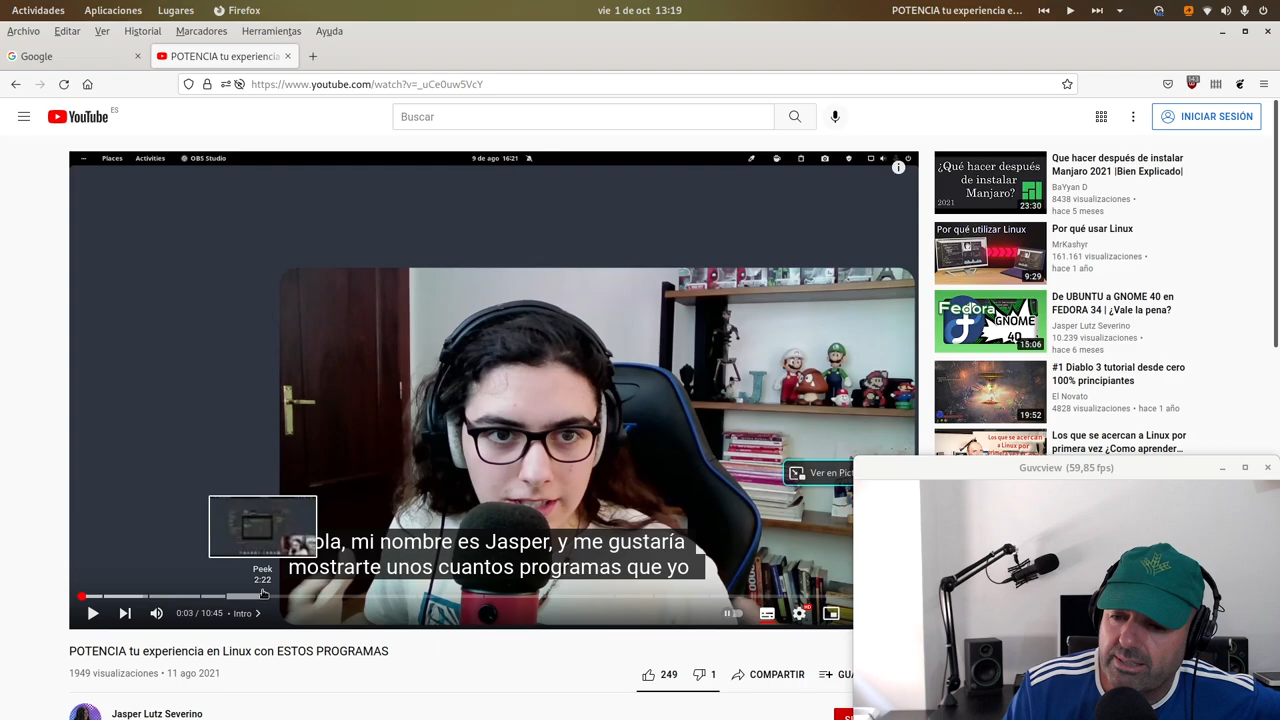 Actividades Aplicaciones Lugares Firefox vie 1 de oct 13:19 POTENCIA tu experiencia e...
Archivo Editar Ver Historial Marcadores Herramientas Ayuda
Google POTENCIA tu experiencia
https://www.youtube.com/watch?v=_uCe0uw5VcY
YouTube ES Buscar INICIAR SESIÓN
Places Activities OBS Studio 9 de ago 16:21
¿Qué hacer después
de instalar
Manjaro?
2021
23:30
Que hacer después de instalar
Manjaro 2021 |Bien Explicado|
BaYyan D
8438 visualizaciones •
hace 5 meses
Por qué utilizar Linux
9:29
Por qué usar Linux
MrKashyr
161.161 visualizaciones •
hace 1 año
Fedora
GNOME
40
15:06
De UBUNTU a GNOME 40 en
FEDORA 34 | ¿Vale la pena?
Jasper Lutz Severino
10.239 visualizaciones •
hace 6 meses
19:52
#1 Diablo 3 tutorial desde cero
100% principiantes
El Novato
4828 visualizaciones • hace 1 año
Los que se acercan a Linux por
primera vez ¿Como aprender...
Guvcview (59,85 fps)
Ver en Pict
ola, mi nombre es Jasper, y me gustaría
mostrarte unos cuantos programas que yo
Peek
2:22
0:03 / 10:45 • Intro
HD
POTENCIA tu experiencia en Linux con ESTOS PROGRAMAS
1949 visualizaciones • 11 ago 2021
249 1 COMPARTIR GUA
Jasper Lutz Severino